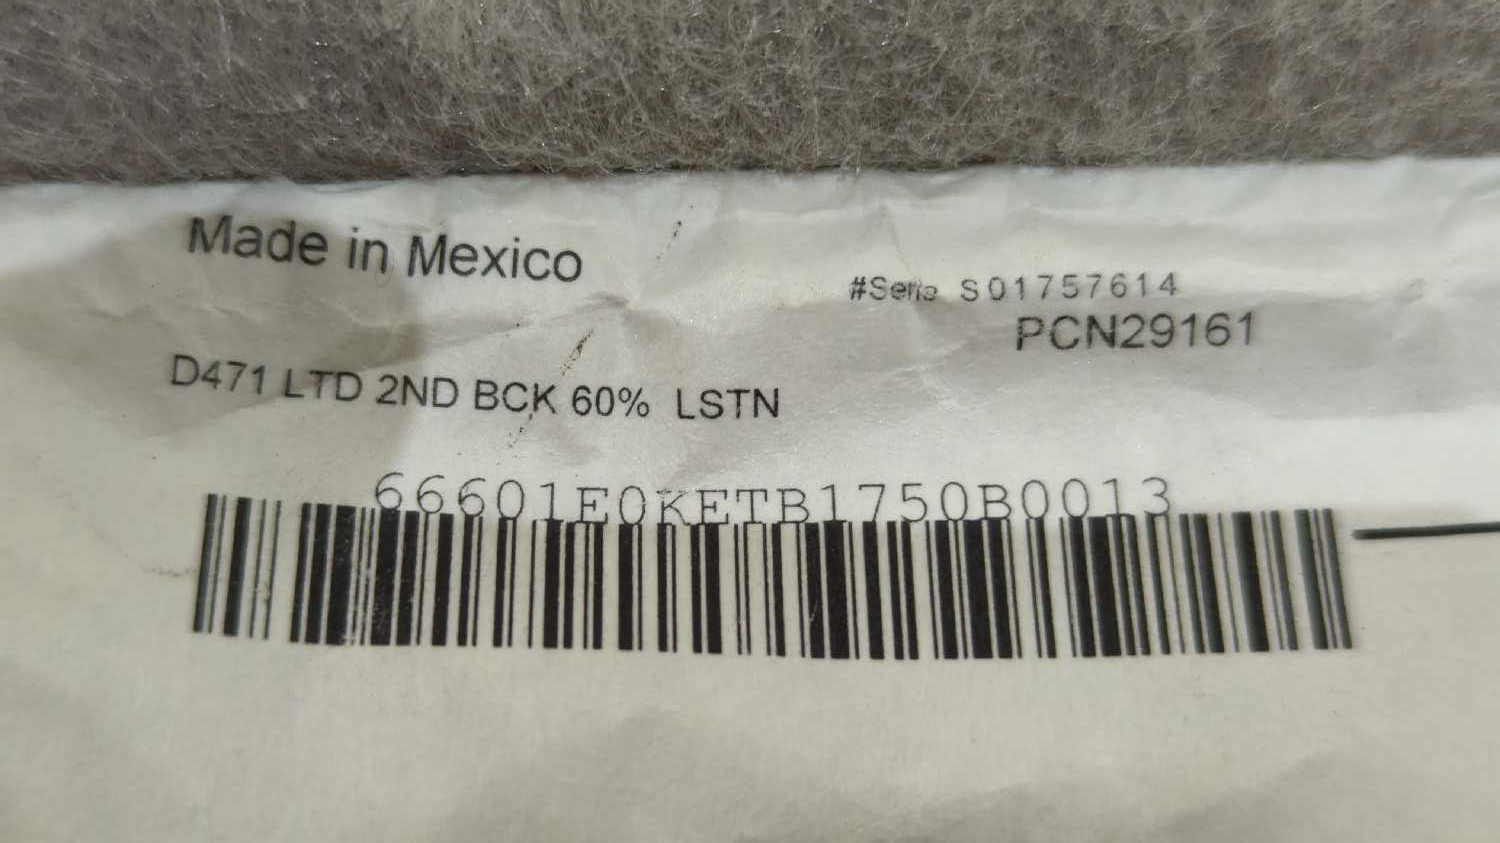 Made in Mexico
#Serie S01757614
PCN29161
D471 LTD 2ND BCK 60% LSTN
66601E0KETB1750B0013